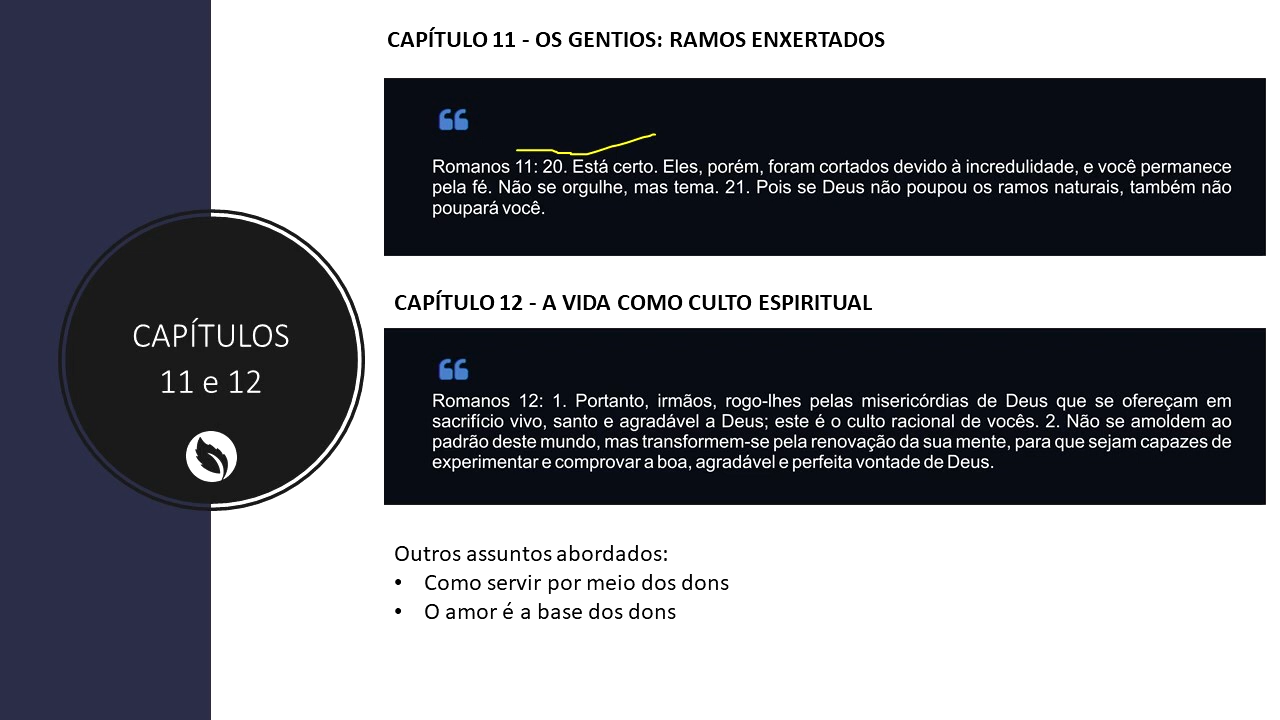 CAPÍTULO 11 - OS GENTIOS: RAMOS ENXERTADOS
Romanos 11: 20. Está certo. Eles, porém, foram cortados devido à incredulidade, e você permanece
pela fé. Não se orgulhe, mas tema. 21. Pois se Deus não poupou os ramos naturais, também não
poupará você.
CAPÍTULOS
11 e 12
CAPÍTULO 12 - A VIDA COMO CULTO ESPIRITUAL
Romanos 12: 1. Portanto, irmãos, rogo-lhes pelas misericórdias de Deus que se ofereçam em
sacrifício vivo, santo e agradável a Deus; este é o culto racional de vocês. 2. Não se amoldem ao
padrão deste mundo, mas transformem-se pela renovação da sua mente, para que sejam capazes de
experimentar e comprovar a boa, agradável e perfeita vontade de Deus.
Outros assuntos abordados:
• Como servir por meio dos dons
• O amor é a base dos dons